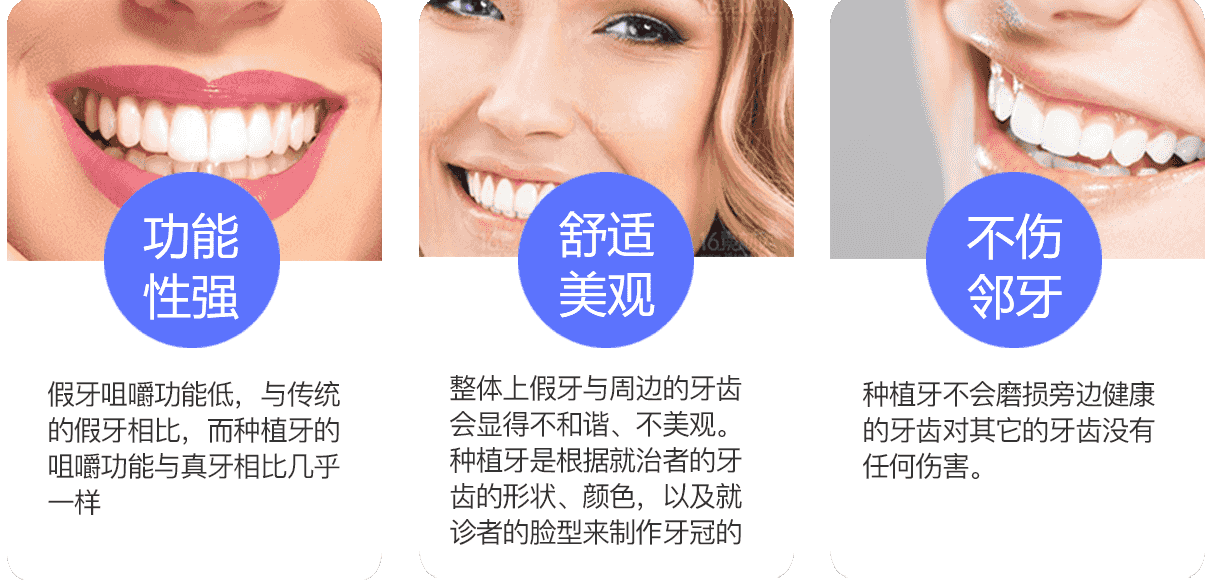 功能
性强
假牙咀嚼功能低，与传统
的假牙相比，而种植牙的
咀嚼功能与真牙相比几乎
一样
舒适
美观
整体上假牙与周边的牙齿
会显得不和谐、不美观。
种植牙是根据就治者的牙
齿的形状、颜色，以及就
诊者的脸型来制作牙冠的
不伤
邻牙
种植牙不会磨损旁边健康
的牙齿对其它的牙齿没有
任何伤害。